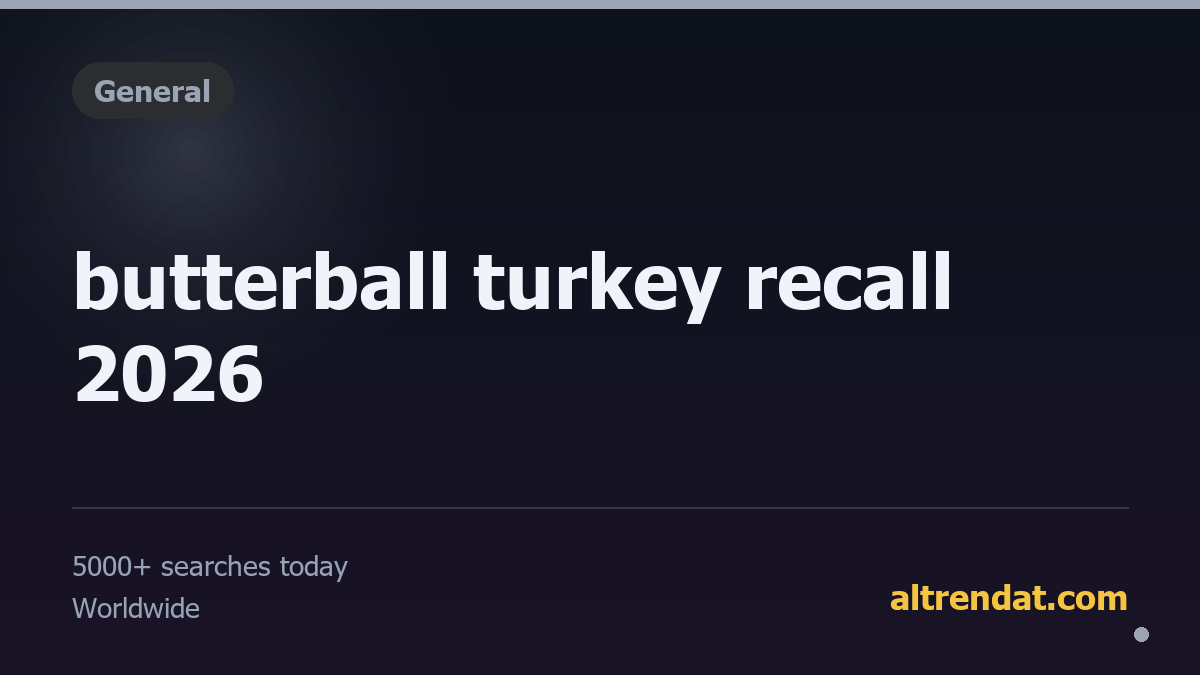 General
butterball turkey recall
2026
5000+ searches today
Worldwide
altrendat.com